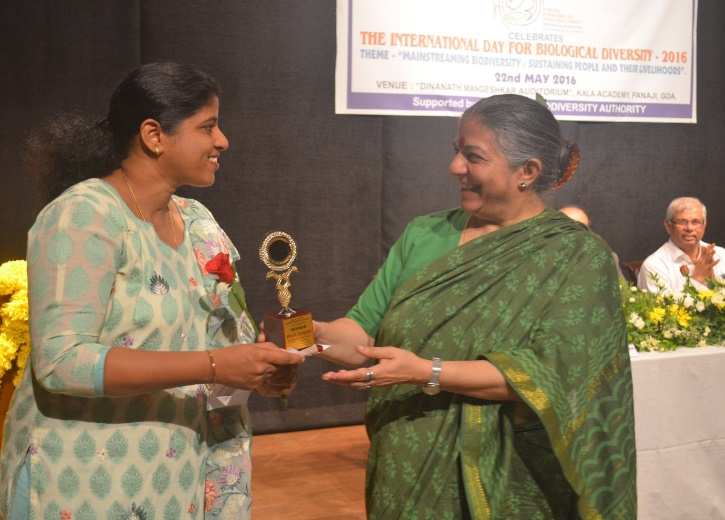 CELEBRATES
THE INTERNATIONAL DAY FOR BIOLOGICAL DIVERSITY - 2016
THEME - "MAINSTREAMING BIODIVERSITY ; SUSTAINING PEOPLE AND THEIR LIVELIHOODS".
22nd MAY 2016
VENUE : "DINANATH MANGESHKAR AUDITORIUM", KALA ACADEMY, PANAJI, GOA.
Supported by BIODIVERSITY AUTHORITY